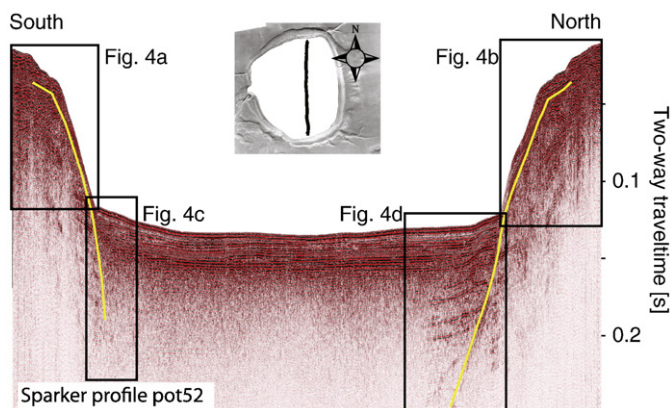 South
North
Fig. 4a
N
Fig. 4b
Two-way traveltime [s]
0.1
Fig. 4c
Fig. 4d
0.2
Sparker profile pot52